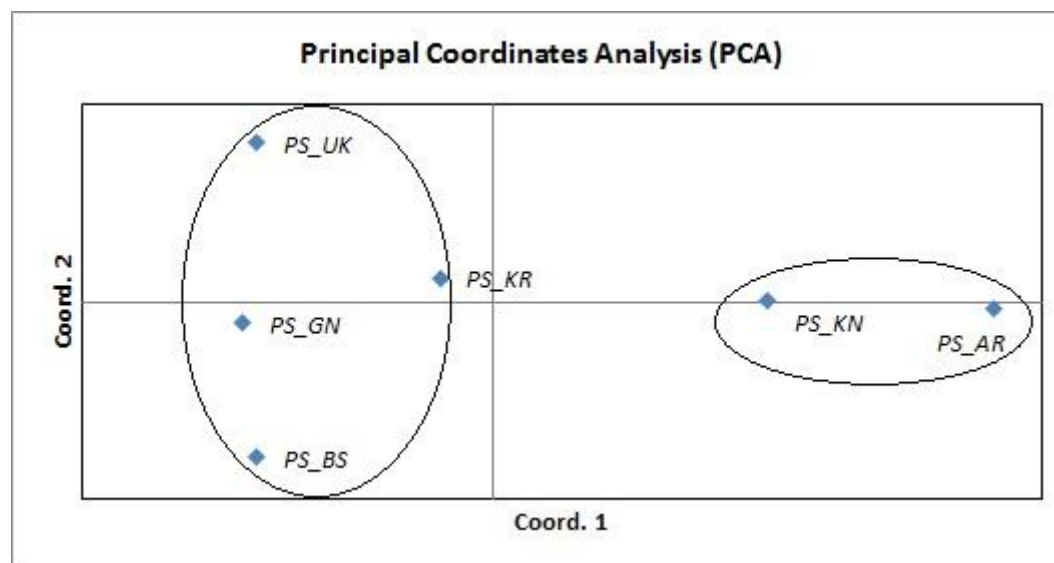 Principal Coordinates Analysis (PCA)
PS_UK
PS_KR
PS_GN
PS_KN
PS_AR
PS_BS
Coord. 2
Coord. 1